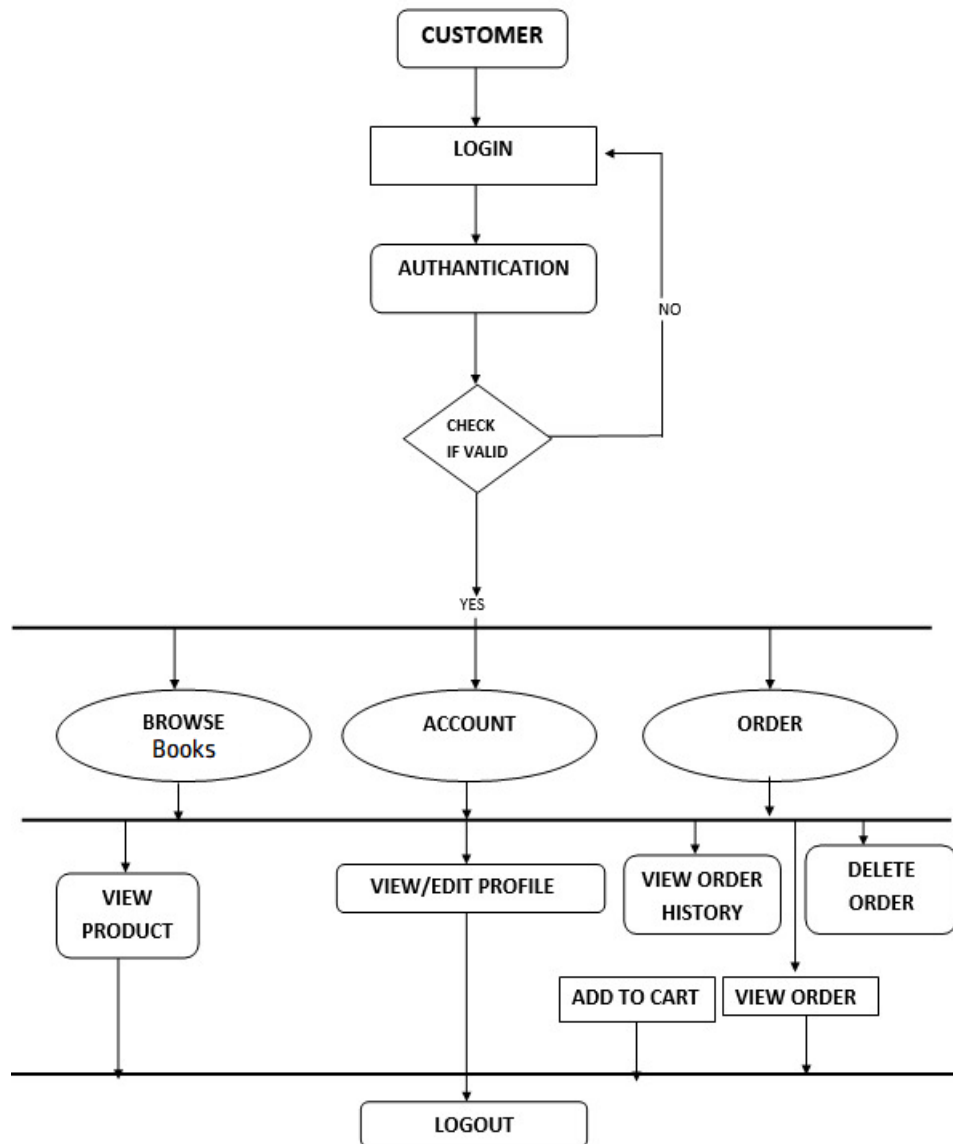 CUSTOMER
LOGIN
AUTHANTICATION
NO
CHECK
IF VALID
YES
BROWSE
Books
ACCOUNT
ORDER
VIEW
PRODUCT
VIEW/EDIT PROFILE
VIEW ORDER
HISTORY
DELETE
ORDER
ADD TO CART
VIEW ORDER
LOGOUT